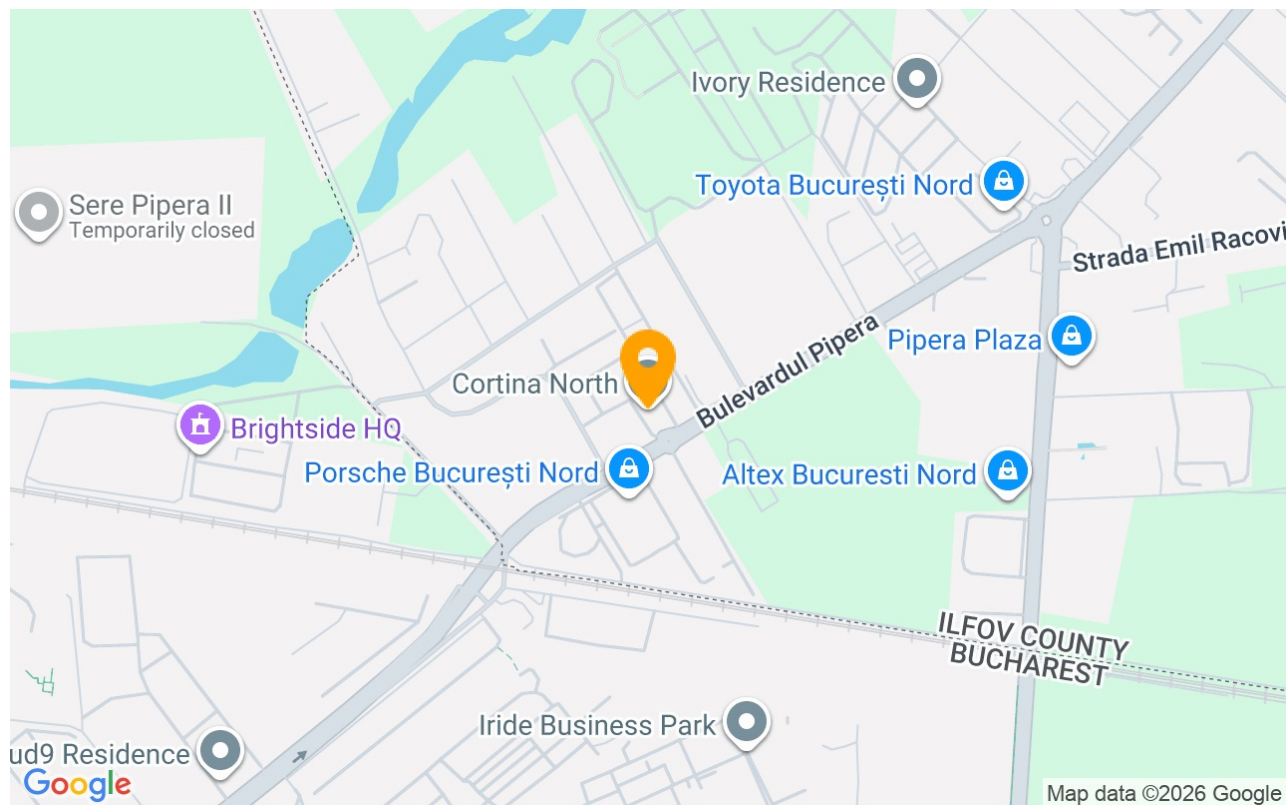 Ivory Residence
Toyota București Nord
Sere Pipera II
Temporarily closed
Strada Emil Racovi
Bulevardul Pipera
Pipera Plaza
Cortina North
Brightside HQ
Porsche București Nord
Altex Bucuresti Nord
ILFOV COUNTY
BUCHAREST
Iride Business Park
ud9 Residence
Google
Map data ©2026 Google